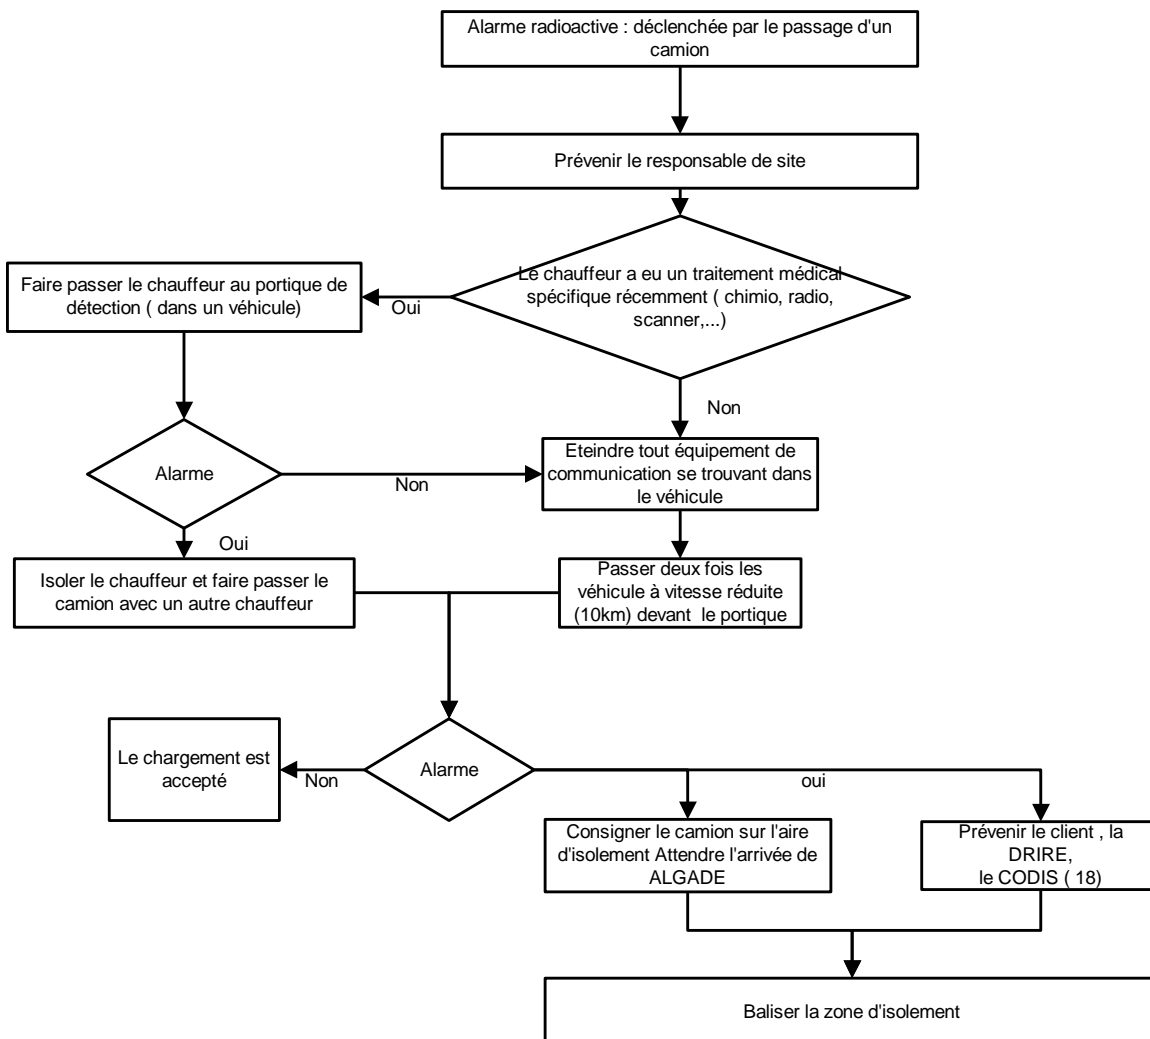 Alarme radioactive : déclenchée par le passage d'un
camion
Prévenir le responsable de site
Le chauffeur a eu un traitement médical
spécifique récemment ( chimio, radio,
scanner,...)
Faire passer le chauffeur au portique de
détection ( dans un véhicule)
Oui
Non
Alarme
Non
Eteindre tout équipement de
communication se trouvant dans
le véhicule
Oui
Isoler le chauffeur et faire passer le
camion avec un autre chauffeur
Passer deux fois les
véhicule à vitesse réduite
(10km) devant le portique
Le chargement est
accepté
Non
Alarme
oui
Consigner le camion sur l'aire
d'isolement Attendre l'arrivée de
ALGADE
Prévenir le client , la
DRIRE,
le CODIS ( 18)
Baliser la zone d'isolement